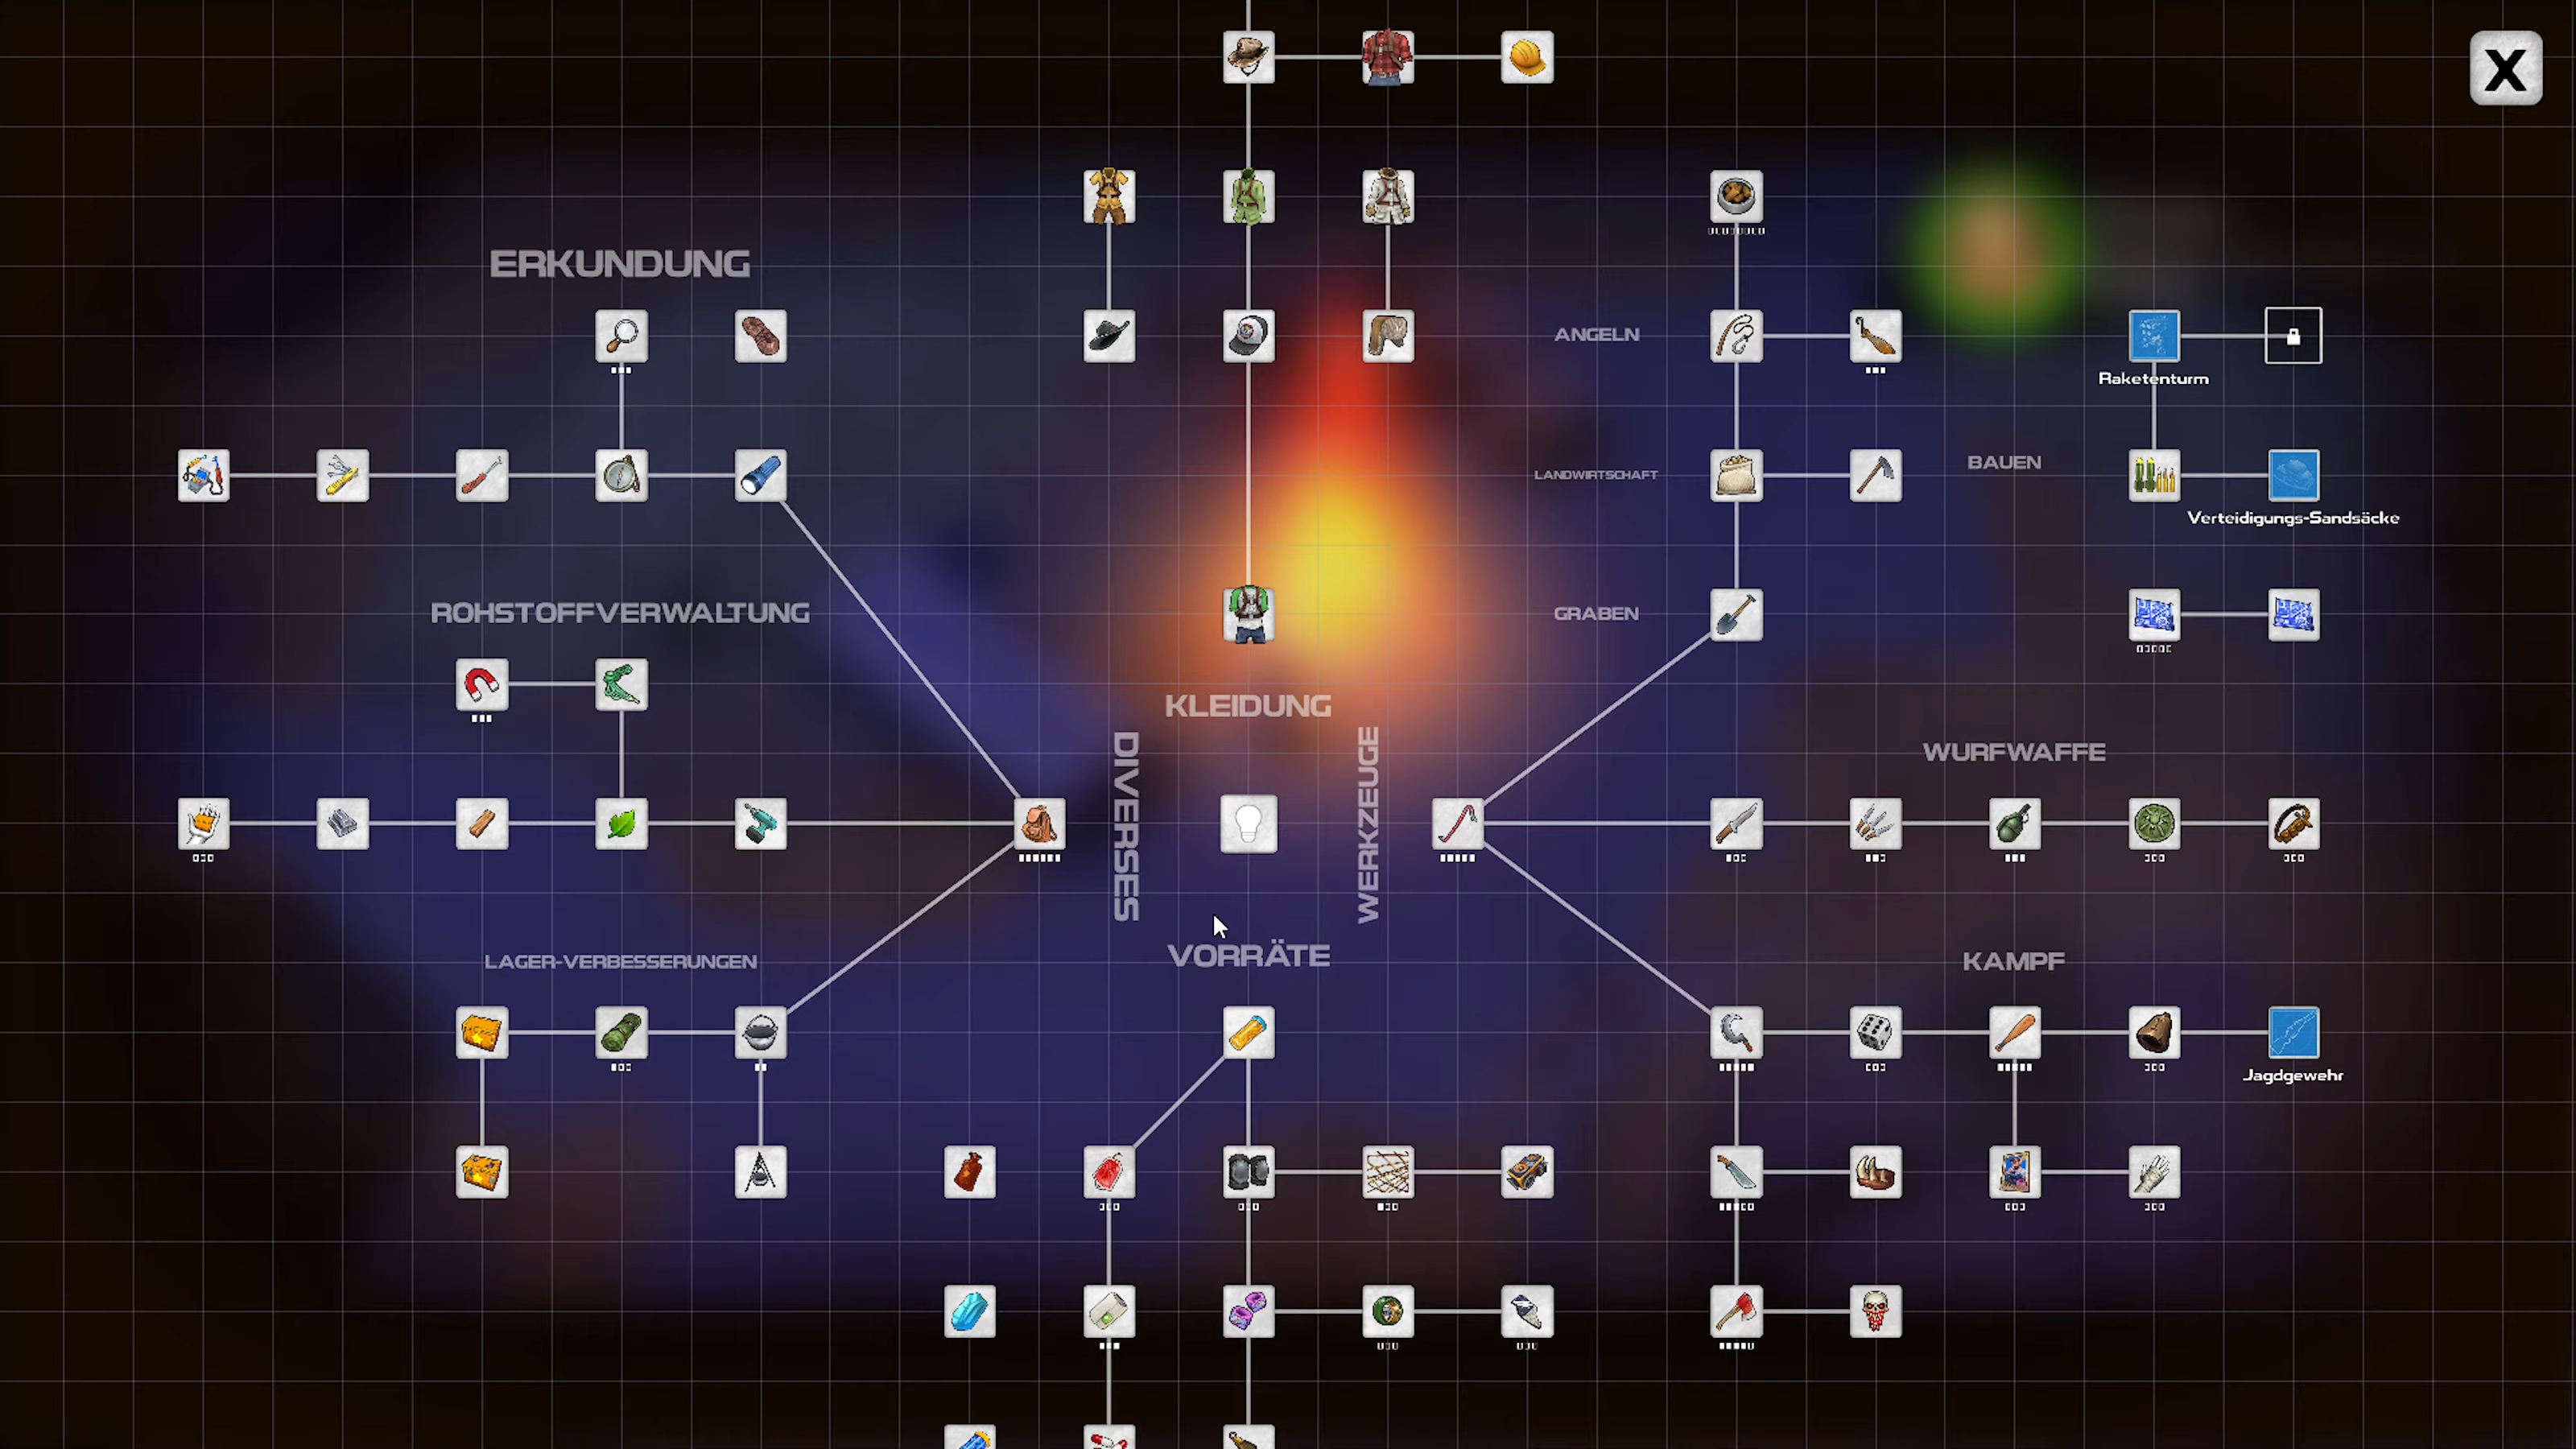 X
ERKUNDUNG
ANGELN
Raketenturm
LANDWIRTSCHAFT
BAUEN
Verteidigungs-Sandsäcke
ROHSTOFFVERWALTUNG
GRABEN
KLEIDUNG
DIVERSES
WERKZEUGE
WURFWAFFE
VORRÄTE
LAGER-VERBESSERUNGEN
KAMPF
Jagdgewehr